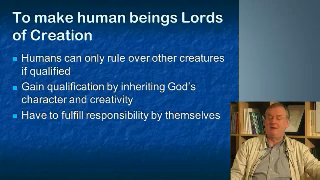 To make human beings Lords
of Creation
Humans can only rule over other creatures
if qualified
Gain qualification by inheriting God's
character and creativity
Have to fulfill responsibility by themselves